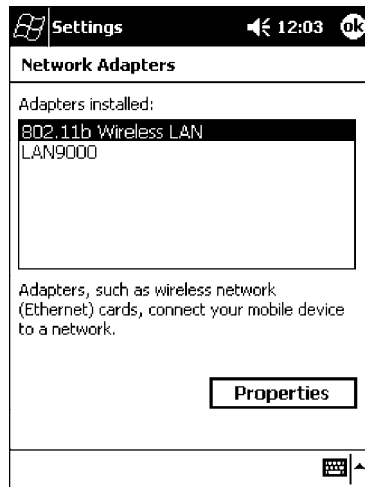 Settings 12:03 ok
Network Adapters
Adapters installed:
802.11b Wireless LAN
LAN9000
Adapters, such as wireless network
(Ethernet) cards, connect your mobile device
to a network.
Properties